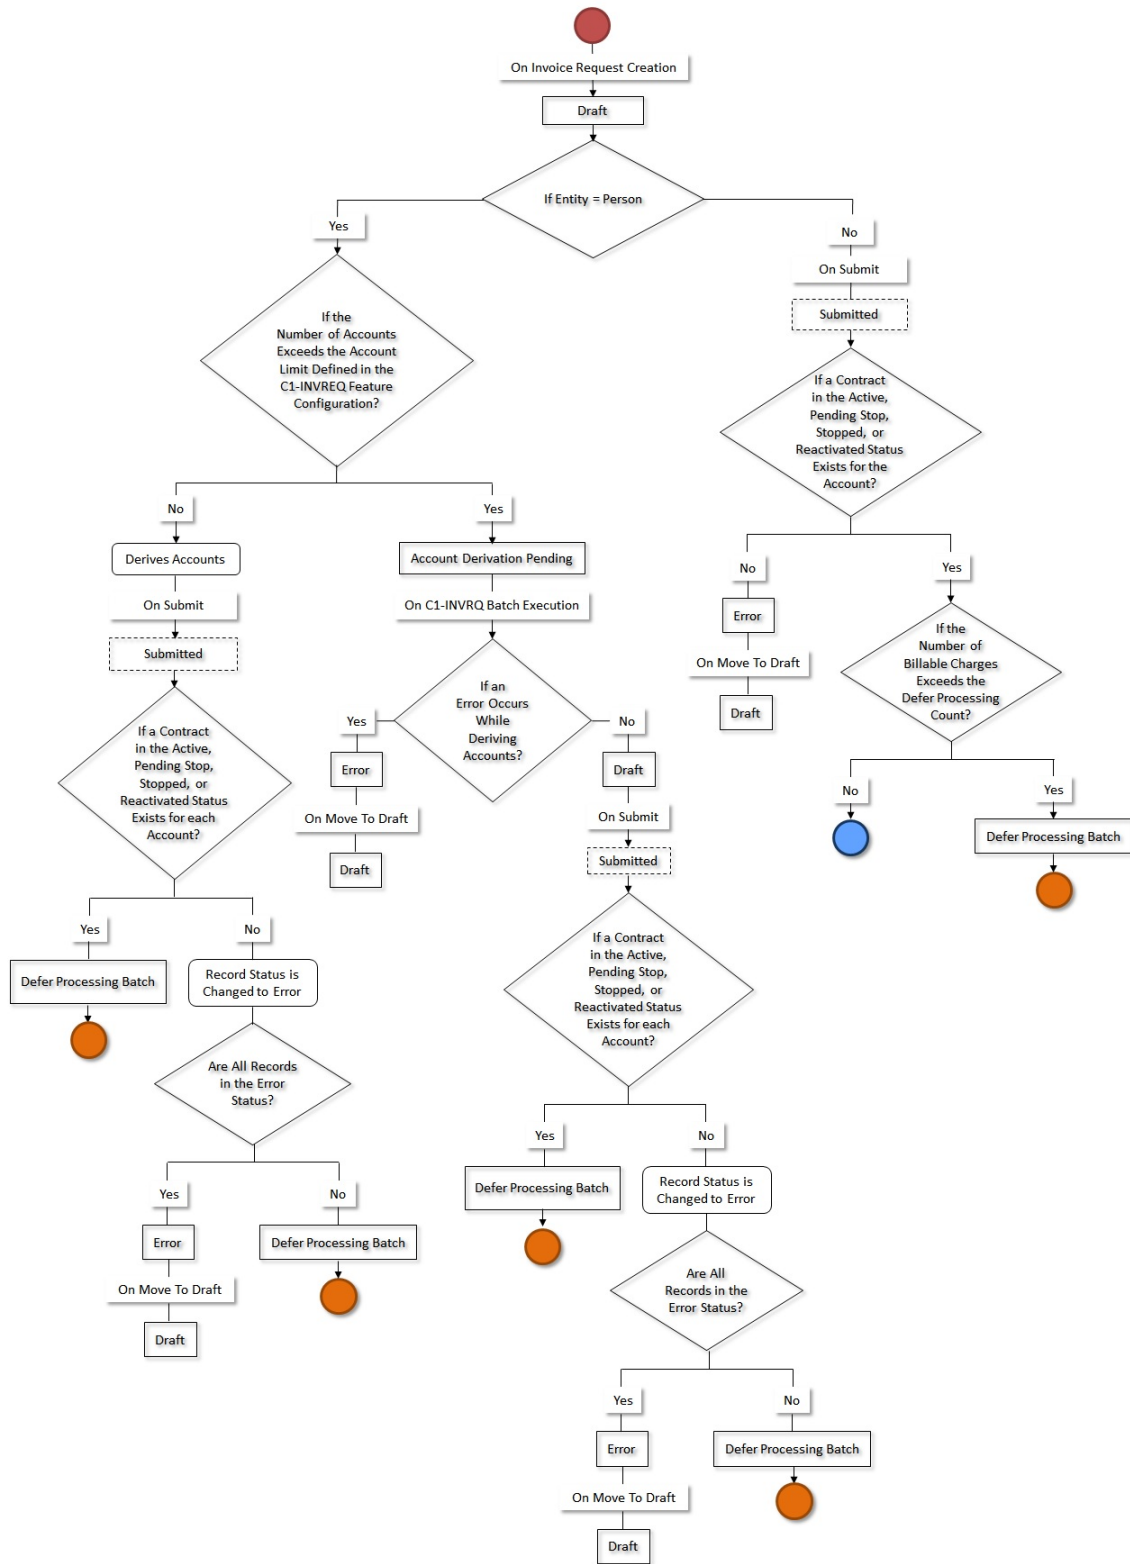 On Invoice Request Creation
Draft
If Entity = Person
Yes
No
On Submit
Submitted
If the
Number of Accounts
Exceeds the Account
Limit Defined in the
C1-INVREQ Feature
Configuration?
If a Contract
in the Active,
Pending Stop,
Stopped, or
Reactivated Status
Exists for the
Account?
No
Yes
Derives Accounts
Account Derivation Pending
On Submit
On C1-INVRQ Batch Execution
Submitted
No
Yes
Error
On Move To Draft
Draft
If the
Number of
Billable Charges
Exceeds the
Defer Processing
Count?
If an
Error Occurs
While
Deriving
Accounts?
Yes
No
Error
On Move To Draft
Draft
Draft
On Submit
Submitted
No
Yes
Defer Processing Batch
If a Contract
in the Active,
Pending Stop,
Stopped, or
Reactivated Status
Exists for each
Account?
Yes
No
Defer Processing Batch
Record Status is
Changed to Error
Are All Records
in the Error
Status?
Yes
No
Error
Defer Processing Batch
On Move To Draft
Draft
If a Contract
in the Active,
Pending Stop,
Stopped, or
Reactivated Status
Exists for each
Account?
Yes
No
Defer Processing Batch
Record Status is
Changed to Error
Are All
Records in the
Error Status?
Yes
No
Error
Defer Processing Batch
On Move To Draft
Draft